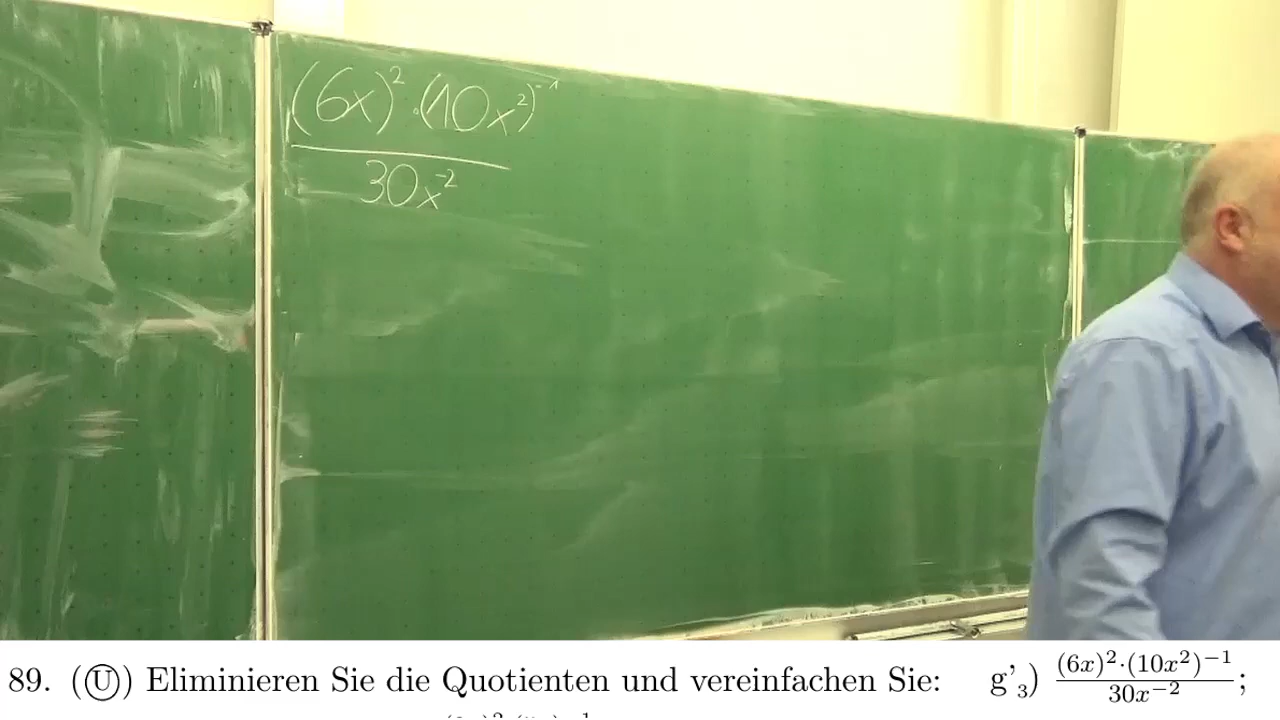 (6x)²·(10x²)⁻¹
30x⁻²
89. (Ⓤ) Eliminieren Sie die Quotienten und vereinfachen Sie: g'₃) (6x)²·(10x²)⁻¹ / 30x⁻² ;